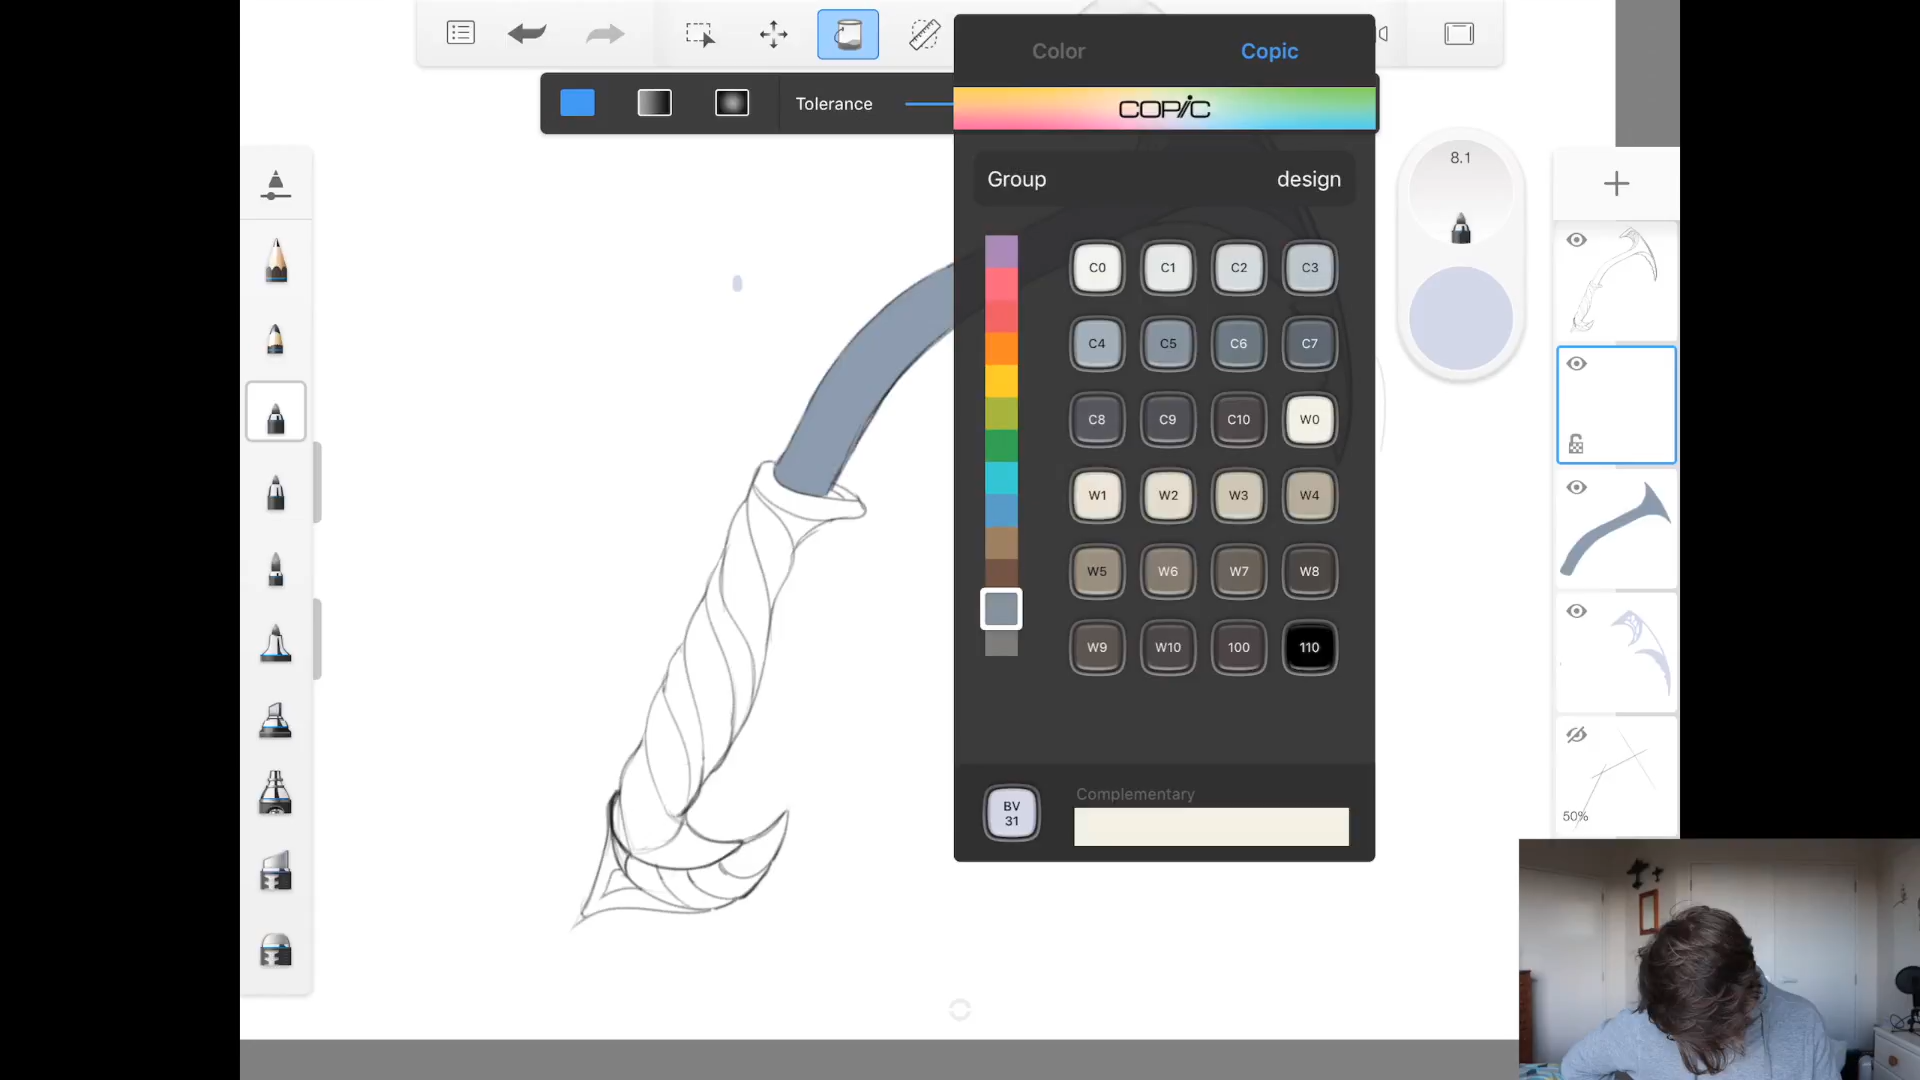 Color Copic
COPIC
Tolerance
8.1
Group design
C0 C1 C2 C3
C4 C5 C6 C7
C8 C9 C10 W0
W1 W2 W3 W4
W5 W6 W7 W8
W9 W10 100 110
BV
31
Complementary
50%